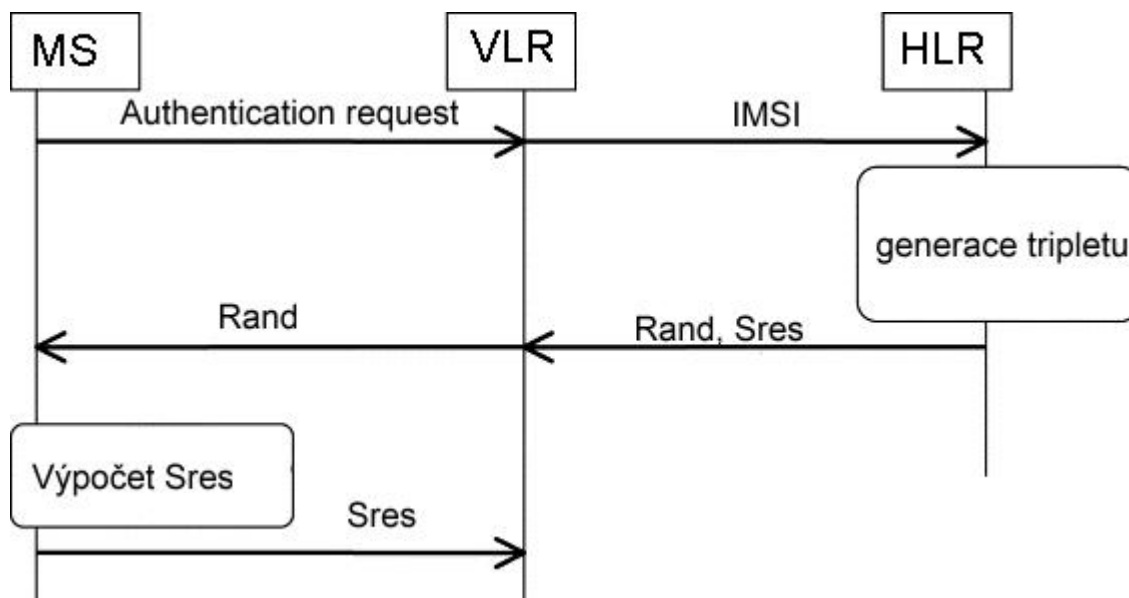 MS
VLR
HLR
Authentication request
IMSI
generace tripletu
Rand
Rand, Sres
Výpočet Sres
Sres